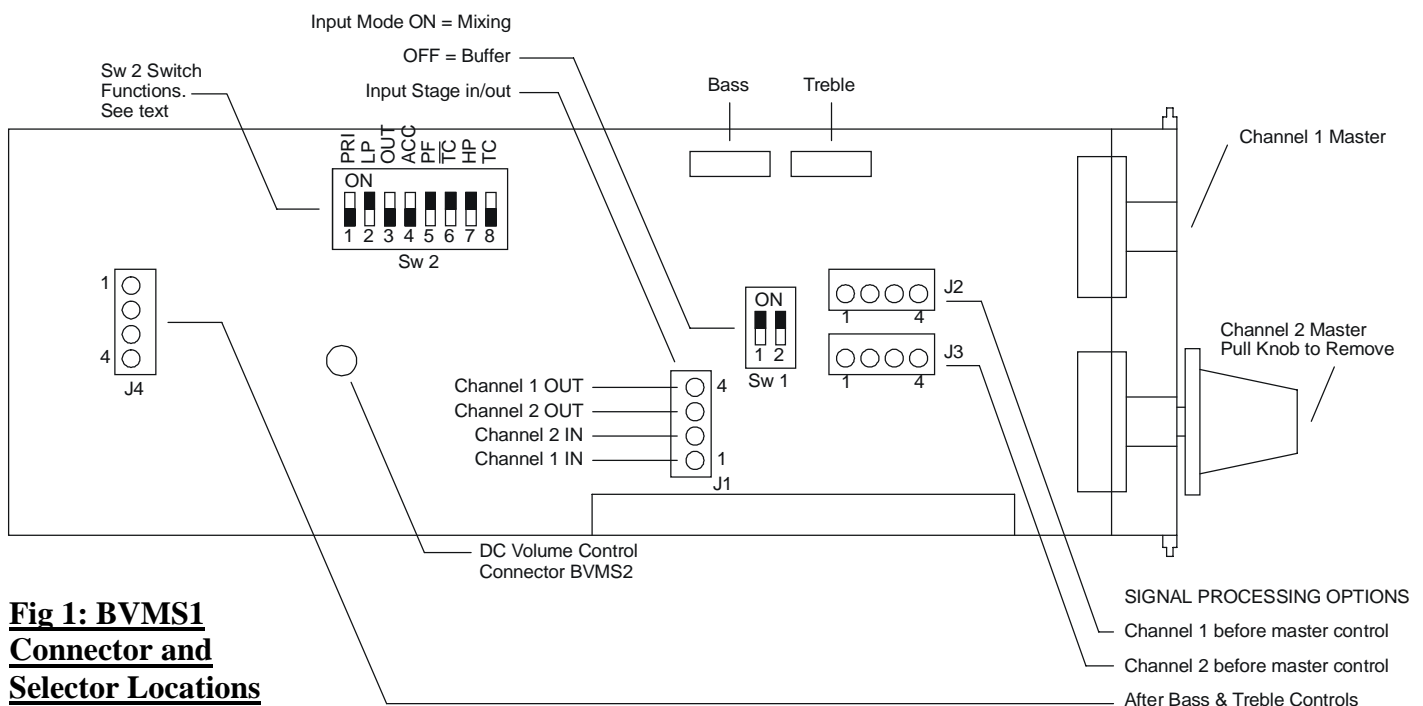 Input Mode ON = Mixing
OFF = Buffer
Input Stage in/out
Sw 2 Switch
Functions.
See text
Bass
Treble
Channel 1 Master
PRI
LP
OUT
ACC
PF
TC
HP
TC
ON
1 2 3 4 5 6 7 8
Sw 2
1
4
J4
ON
1 2
Sw 1
J2
1 4
J3
1 4
Channel 2 Master
Pull Knob to Remove
Channel 1 OUT
Channel 2 OUT
Channel 2 IN
Channel 1 IN
4
1
J1
DC Volume Control
Connector BVMS2
Fig 1: BVMS1
Connector and
Selector Locations
SIGNAL PROCESSING OPTIONS
Channel 1 before master control
Channel 2 before master control
After Bass & Treble Controls